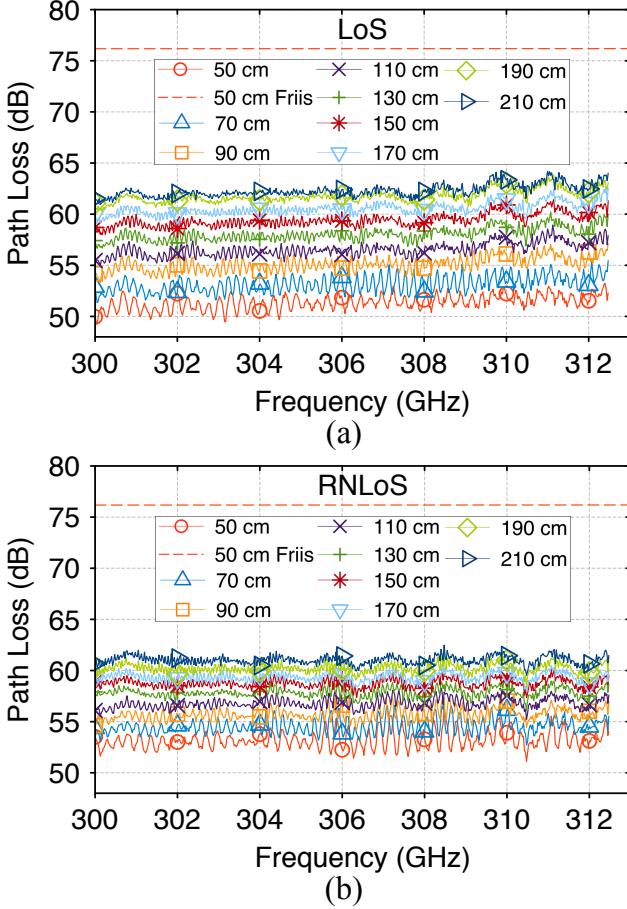 80
LoS
75
50 cm 110 cm 190 cm
50 cm Friis 130 cm 210 cm
70 cm 150 cm
90 cm 170 cm
70
65
60
55
50
Path Loss (dB)
300 302 304 306 308 310 312
Frequency (GHz)
(a)
80
RNLoS
75
50 cm 110 cm 190 cm
50 cm Friis 130 cm 210 cm
70 cm 150 cm
90 cm 170 cm
70
65
60
55
50
Path Loss (dB)
300 302 304 306 308 310 312
Frequency (GHz)
(b)